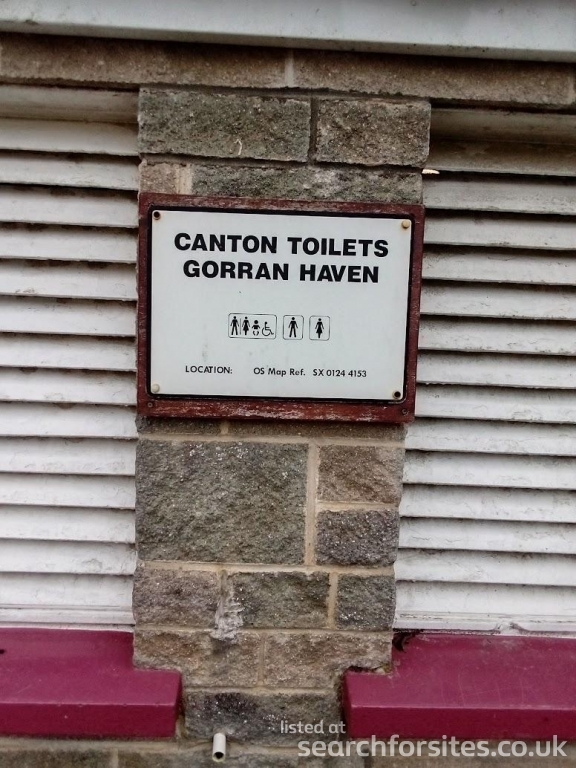 CANTON TOILETS
GORRAN HAVEN
LOCATION: OS Map Ref. SX 0124 4153
listed at
searchforsites.co.uk